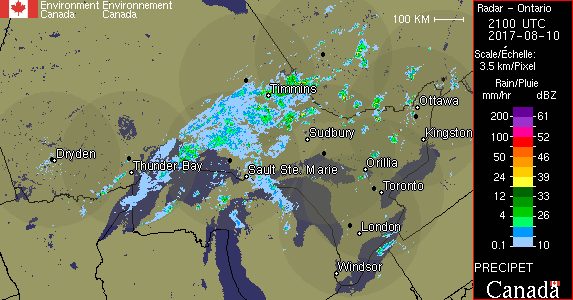 Environment Environnement
Canada Canada
100 KM
Timmins
Ottawa
Sudbury
Kingston
Dryden
Thunder Bay
Sault Ste. Marie
Orillia
Toronto
London
Windsor
Radar - Ontario
2100 UTC
2017-08-10
Scale/Échelle:
3.5 km/Pixel
Rain/Pluie
mm/hr dBZ
200 61
100 52
50 46
24 39
12 33
4 26
0.1 10
PRECIPET
Canada